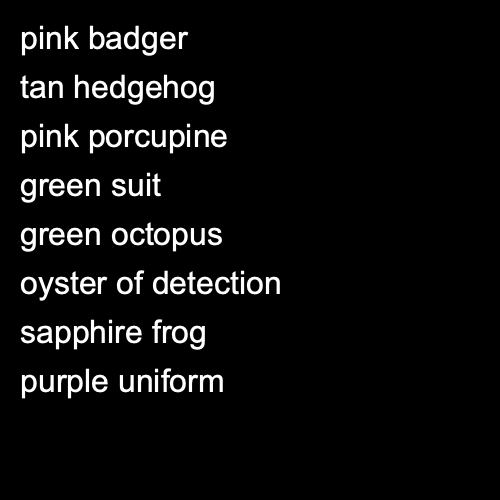 pink badger
tan hedgehog
pink porcupine
green suit
green octopus
oyster of detection
sapphire frog
purple uniform